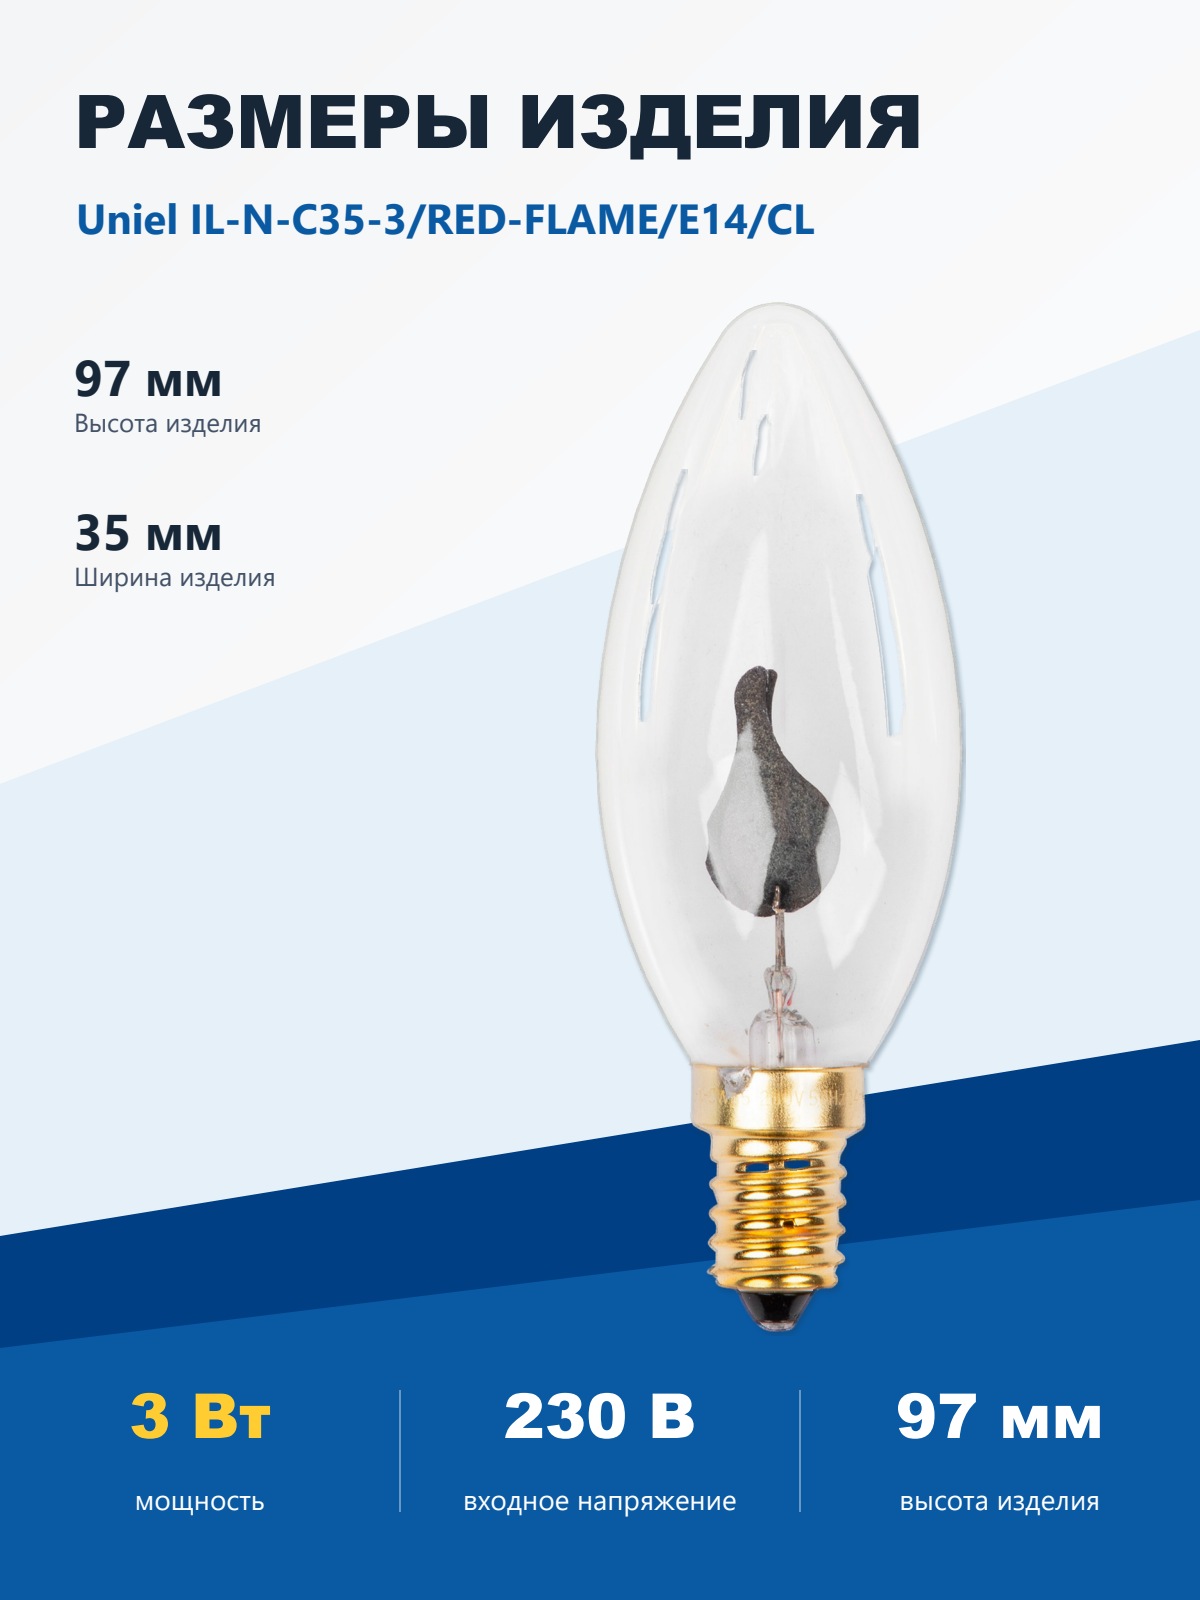 РАЗМЕРЫ ИЗДЕЛИЯ
Uniel IL-N-C35-3/RED-FLAME/E14/CL
97 мм
Высота изделия
35 мм
Ширина изделия
3 Вт
мощность
230 В
входное напряжение
97 мм
высота изделия